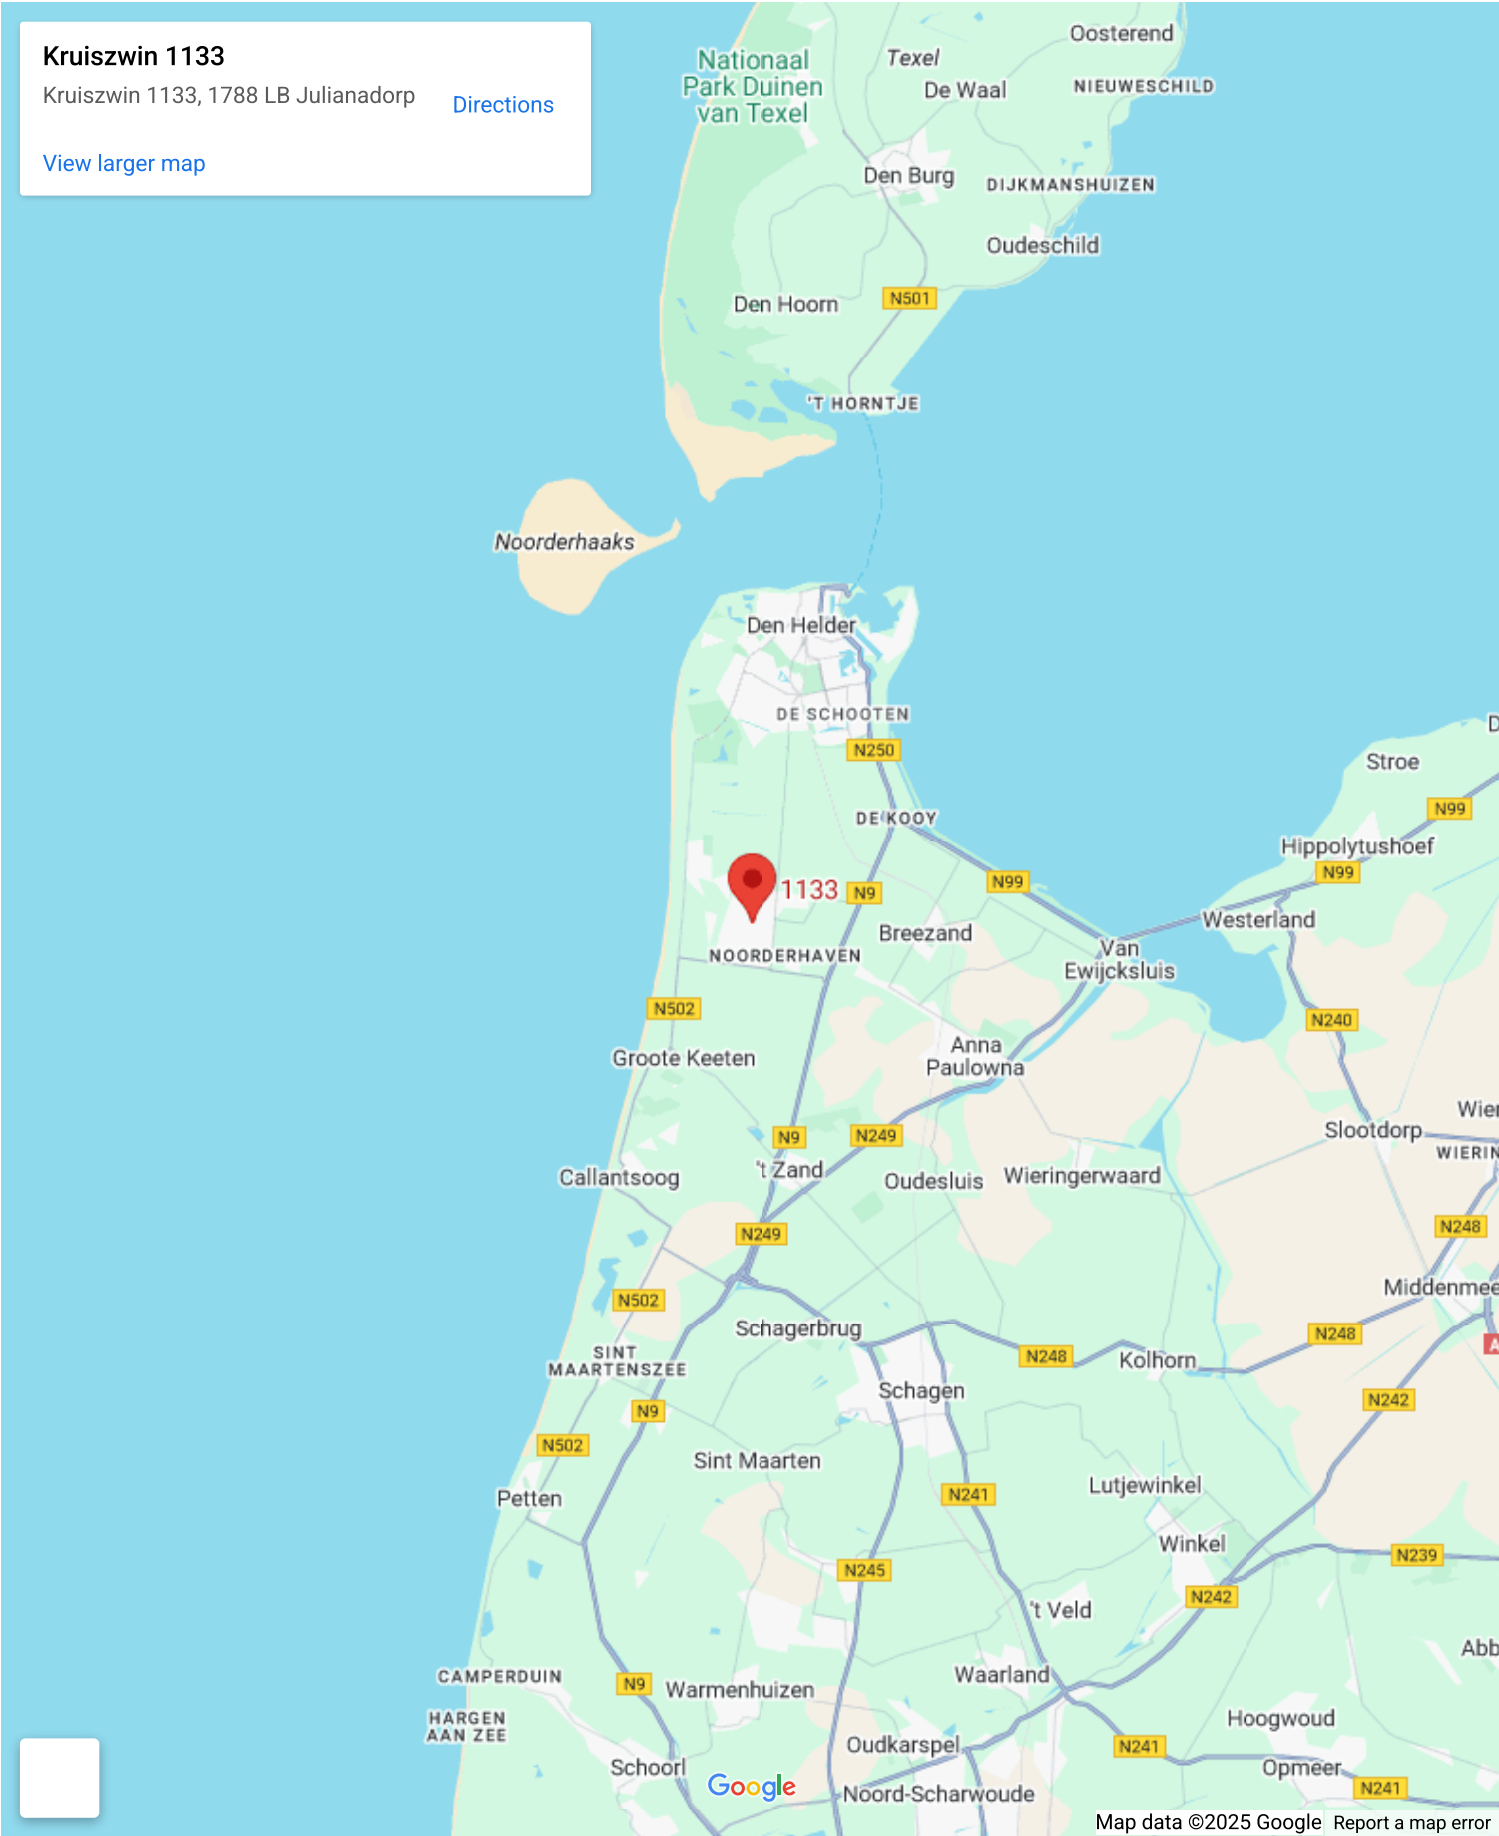 Kruiszwin 1133
Kruiszwin 1133, 1788 LB Julianadorp
Directions
View larger map
Oosterend
Texel
Nationaal
Park Duinen
van Texel
De Waal
NIEUWESCHILD
Den Burg
DIJKMANSHUIZEN
Oudeschild
Den Hoorn
N501
'T HORNTJE
Noorderhaaks
Den Helder
DE SCHOOTEN
N250
Stroe
N99
DE KOOY
Hippolytushoef
N99
N99
1133
N9
Westerland
Breezand
Van
Ewijcksluis
NOORDERHAVEN
N502
N240
Anna
Paulowna
Groote Keeten
Wier
Slootdorp
N9
N249
WIERIN
't Zand
Callantsoog
Oudesluis
Wieringerwaard
N248
N249
Middenmee
N502
Schagerbrug
N248
A
SINT
MAARTENSZEE
N248
Kolhorn
Schagen
N242
N9
N502
Sint Maarten
Lutjewinkel
N241
Petten
Winkel
N239
N245
N242
't Veld
Abb
CAMPERDUIN
Waarland
N9
Warmenhuizen
HARGEN
AAN ZEE
Hoogwoud
Oudkarspel
N241
Schoorl
Opmeer
Google
Noord-Scharwoude
N241
Map data ©2025 Google
Report a map error